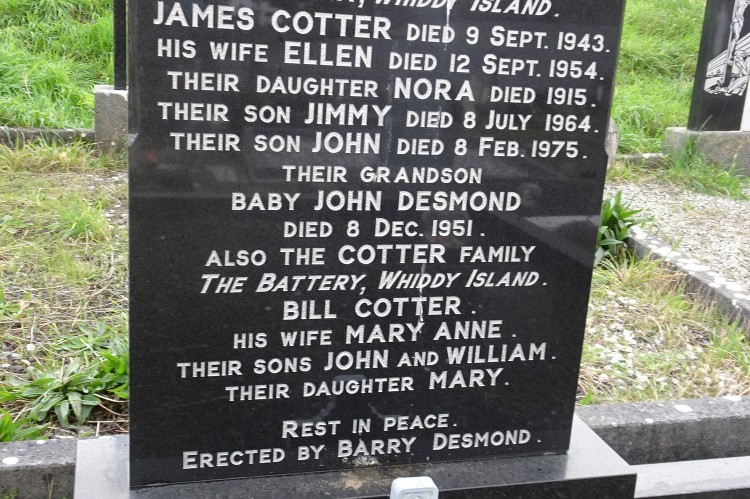 , WHIDDY ISLAND.
JAMES COTTER DIED 9 SEPT. 1943.
HIS WIFE ELLEN DIED 12 SEPT. 1954.
THEIR DAUGHTER NORA DIED 1915.
THEIR SON JIMMY DIED 8 JULY 1964.
THEIR SON JOHN DIED 8 FEB. 1975.
THEIR GRANDSON
BABY JOHN DESMOND
DIED 8 DEC. 1951.
ALSO THE COTTER FAMILY
THE BATTERY, WHIDDY ISLAND.
BILL COTTER.
HIS WIFE MARY ANNE.
THEIR SONS JOHN AND WILLIAM.
THEIR DAUGHTER MARY.
REST IN PEACE.
ERECTED BY BARRY DESMOND.